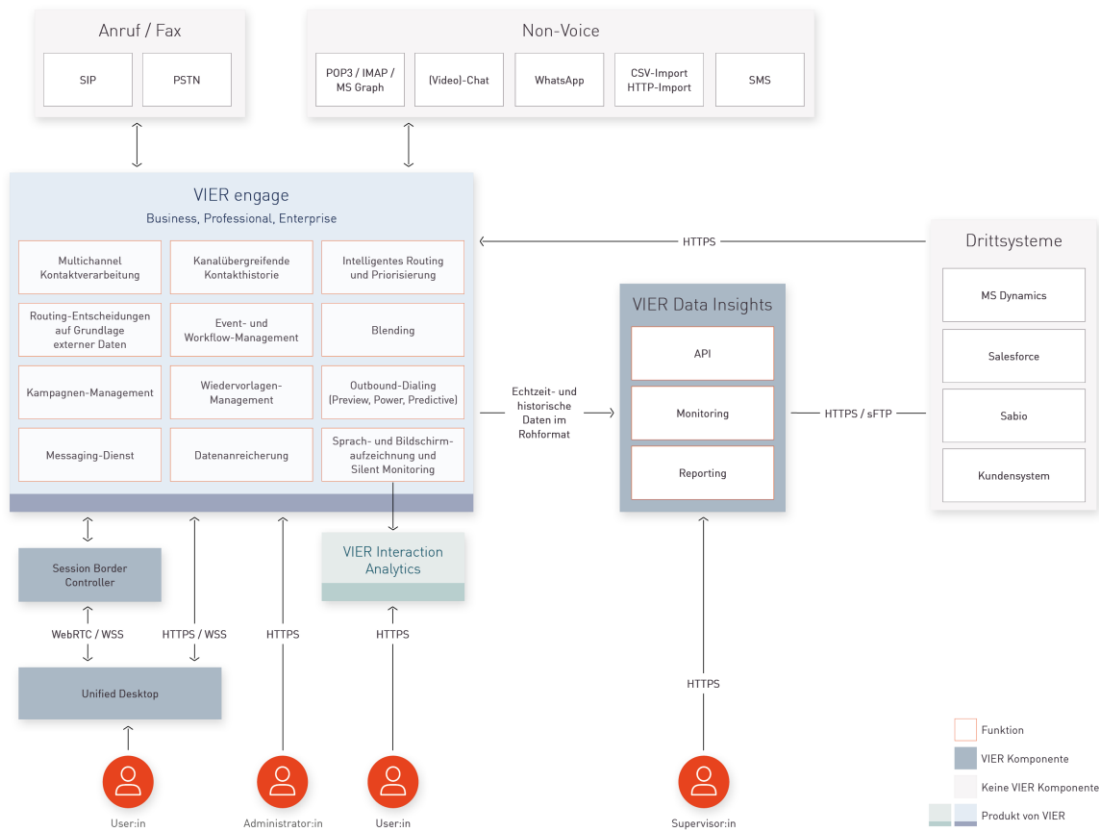 Anruf / Fax
SIP
PSTN
Non-Voice
POP3 / IMAP /
MS Graph
(Video)-Chat
WhatsApp
CSV-Import
HTTP-Import
SMS
VIER engage
Business, Professional, Enterprise
Multichannel
Kontaktverarbeitung
Kanalübergreifende
Kontakthistorie
Intelligentes Routing
und Priorisierung
Routing-Entscheidungen
auf Grundlage
externer Daten
Event- und
Workflow-Management
Blending
Kampagnen-Management
Wiedervorlagen-
Management
Outbound-Dialing
(Preview, Power, Predictive)
Messaging-Dienst
Datenanreicherung
Sprach- und Bildschirm-
aufzeichnung und
Silent Monitoring
HTTPS
Echtzeit- und
historische
Daten im
Rohformat
VIER Data Insights
API
Monitoring
Reporting
HTTPS / sFTP
Drittsysteme
MS Dynamics
Salesforce
Sabio
Kundensystem
Session Border
Controller
VIER Interaction
Analytics
WebRTC / WSS
HTTPS / WSS
HTTPS
HTTPS
Unified Desktop
HTTPS
User:in
Administrator:in
User:in
Supervisor:in
Funktion
VIER Komponente
Keine VIER Komponente
Produkt von VIER